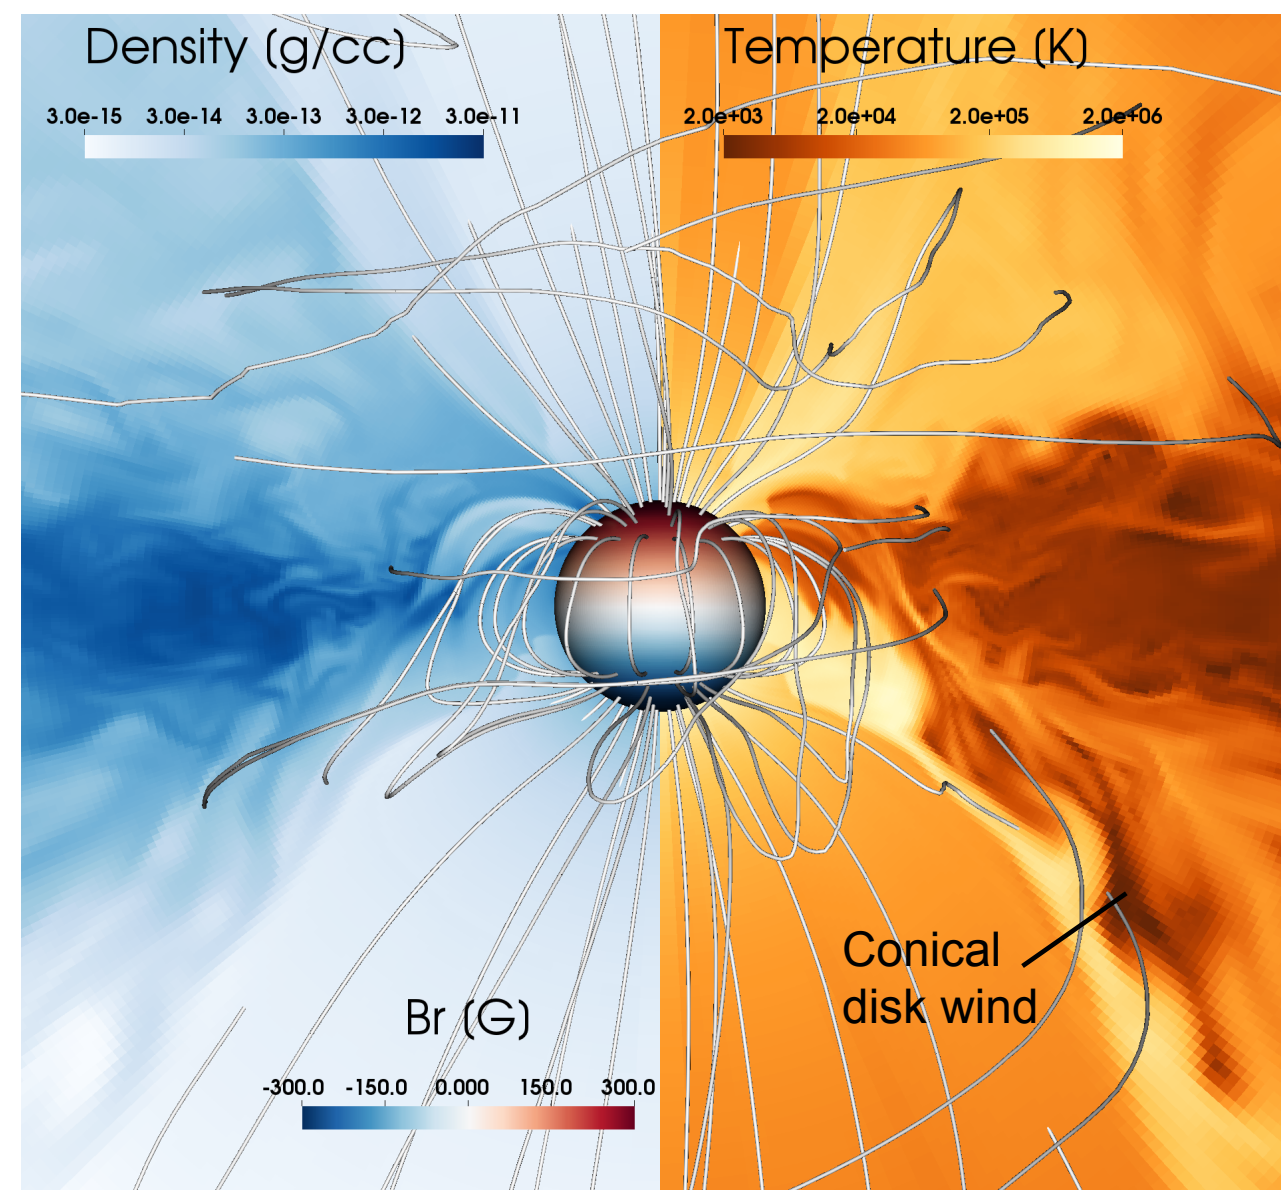 Density (g/cc)
3.0e-15 3.0e-14 3.0e-13 3.0e-12 3.0e-11
Temperature (K)
2.0e+03 2.0e+04 2.0e+05 2.0e+06
Conical
disk wind
Br (G)
-300.0 -150.0 0.000 150.0 300.0